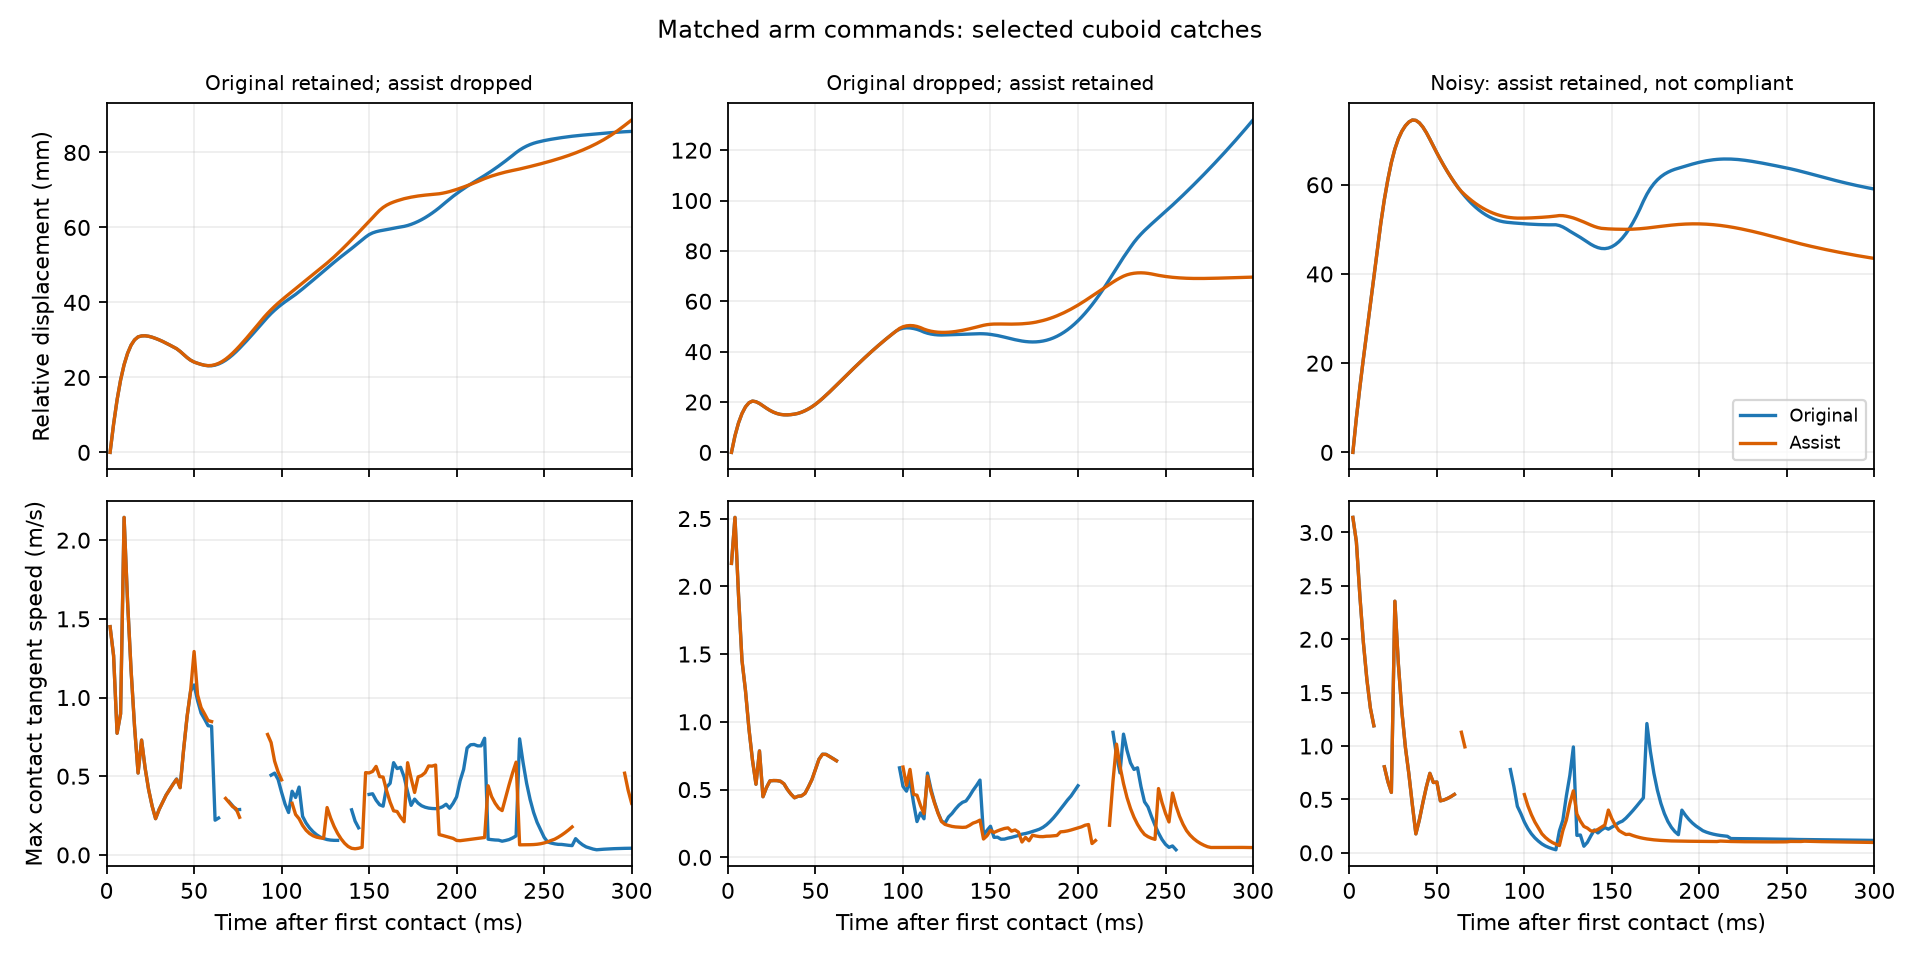 Matched arm commands: selected cuboid catches
Original retained; assist dropped
Original dropped; assist retained
Noisy: assist retained, not compliant
Relative displacement (mm)
80
60
40
20
0
120
100
80
60
40
20
0
60
40
20
0
Original
Assist
Max contact tangent speed (m/s)
2.0
1.5
1.0
0.5
0.0
2.5
2.0
1.5
1.0
0.5
0.0
3.0
2.5
2.0
1.5
1.0
0.5
0.0
0 50 100 150 200 250 300
0 50 100 150 200 250 300
0 50 100 150 200 250 300
Time after first contact (ms)
Time after first contact (ms)
Time after first contact (ms)